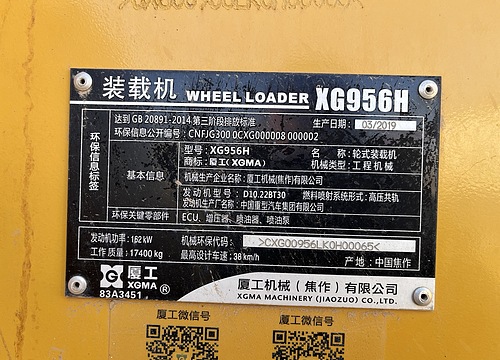 装载机 WHEEL LOADER XG956H
达到 GB 20891-2014 第三阶段排放标准
生产日期: 03/2019
环保信息公开编号: CNFJG300 0CXG000008 000002
环保信息标签
基本信息
型号: XG956H 名称: 轮式装载机
商标: 厦工(XGMA) 机械类型: 工程机械
机械生产企业名称: 厦工机械(焦作)有限公司
发动机型号: D10.22BT30 燃料喷射系统形式: 高压共轨
发动机生产厂名称: 中国重型汽车集团有限公司
环保关键零部件 ECU、增压器、喷油器、喷油泵
发动机功率: 162 kW 机械环保代码: >CXG00956LK0H00065<
工作质量: 17400 kg 最高设计车速: 38 km/h 产地: 中国焦作
厦工
XGMA
83A3451
厦工机械(焦作)有限公司
XGMA MACHINERY (JIAOZUO) CO.,LTD.
厦工微信号 厦工微信号